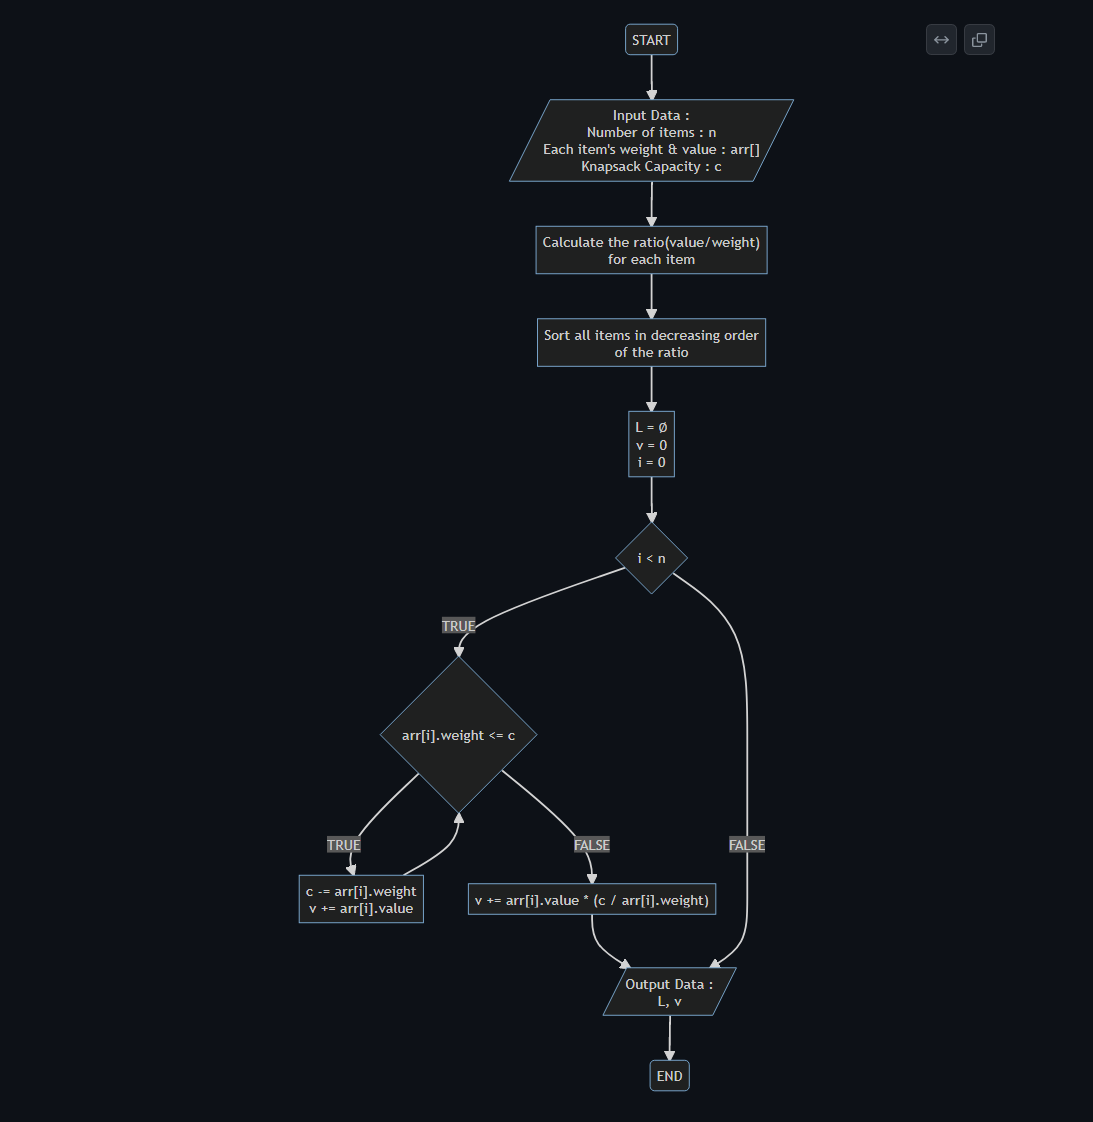 START
Input Data :
Number of items : n
Each item's weight & value : arr[]
Knapsack Capacity : c
Calculate the ratio(value/weight)
for each item
Sort all items in decreasing order
of the ratio
L = Ø
v = 0
i = 0
i < n
TRUE
arr[i].weight <= c
TRUE
FALSE
FALSE
c -= arr[i].weight
v += arr[i].value
v += arr[i].value * (c / arr[i].weight)
Output Data :
L, v
END